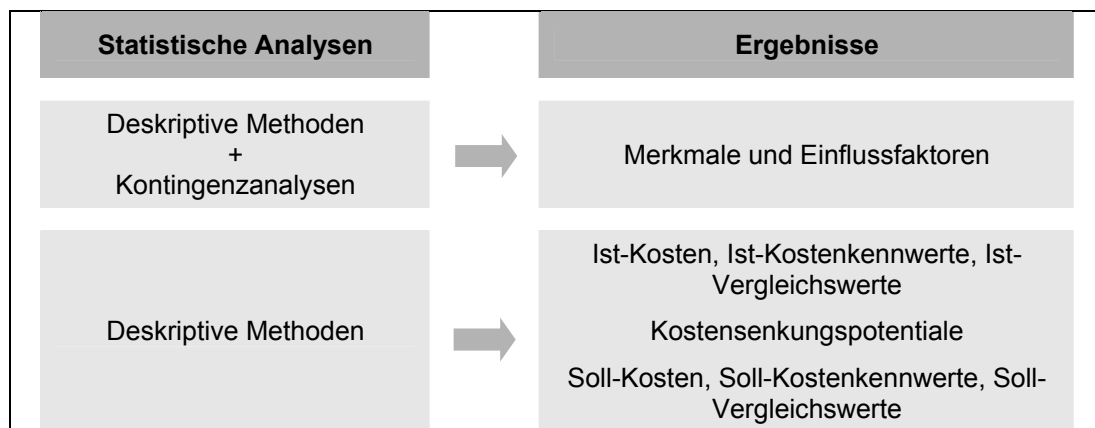 Statistische Analysen
Ergebnisse
Deskriptive Methoden
+
Kontingenzanalysen
Merkmale und Einflussfaktoren
Deskriptive Methoden
Ist-Kosten, Ist-Kostenkennwerte, Ist-
Vergleichswerte
Kostensenkungspotentiale
Soll-Kosten, Soll-Kostenkennwerte, Soll-
Vergleichswerte